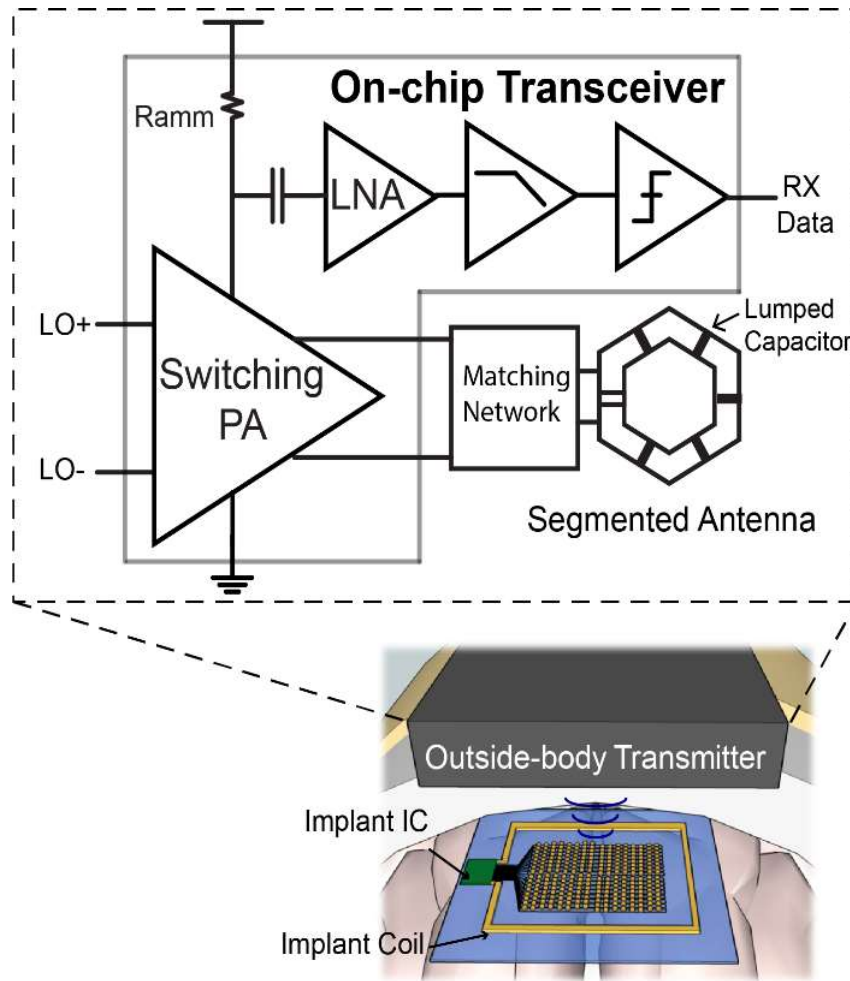 On-chip Transceiver
Ramm
LNA
RX
Data
LO+
Switching
PA
LO-
Matching
Network
Lumped
Capacitor
Segmented Antenna
Outside-body Transmitter
Implant IC
Implant Coil